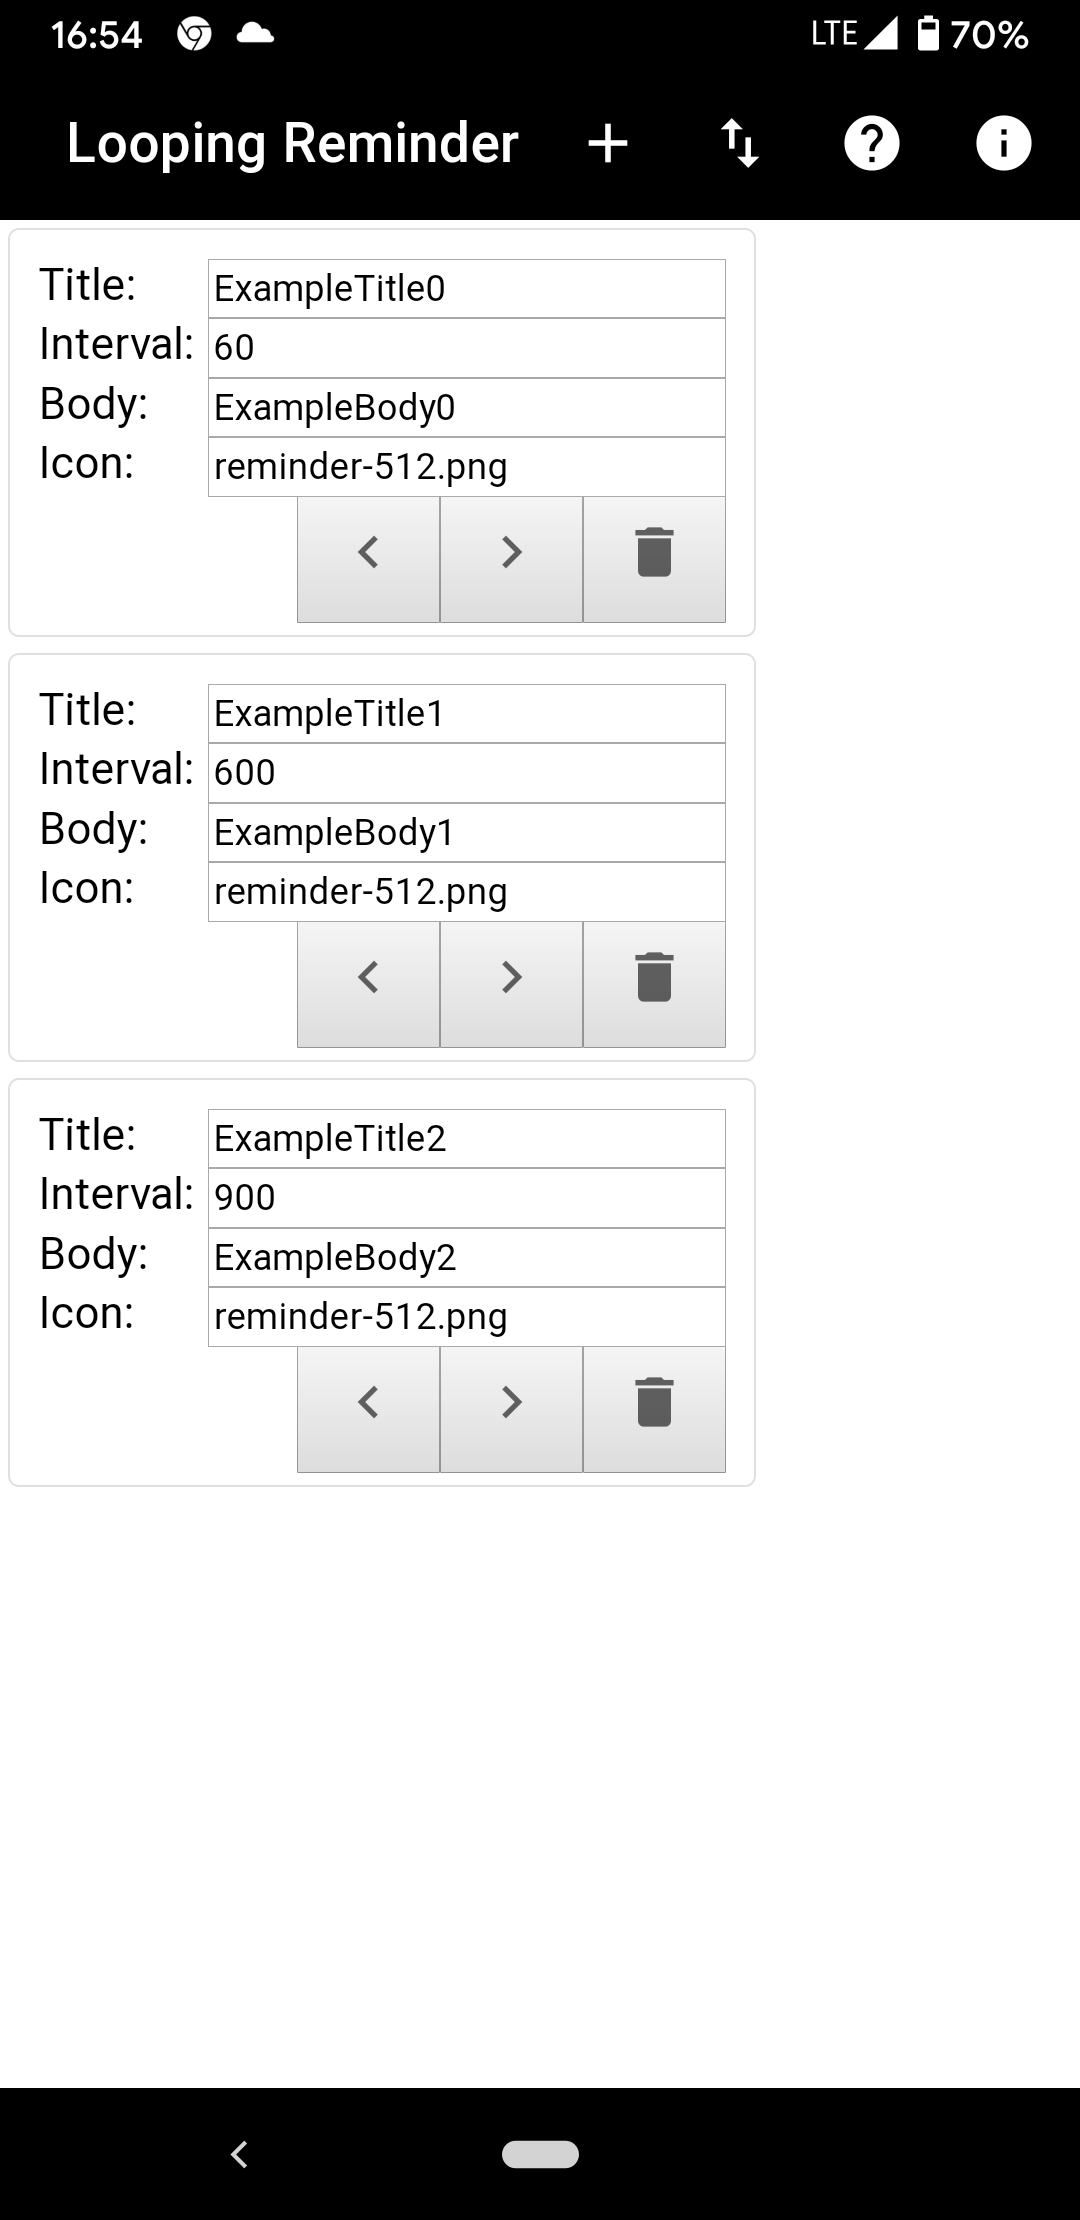 16:54 LTE 70%
Looping Reminder
Title: ExampleTitle0
Interval: 60
Body: ExampleBody0
Icon: reminder-512.png
Title: ExampleTitle1
Interval: 600
Body: ExampleBody1
Icon: reminder-512.png
Title: ExampleTitle2
Interval: 900
Body: ExampleBody2
Icon: reminder-512.png